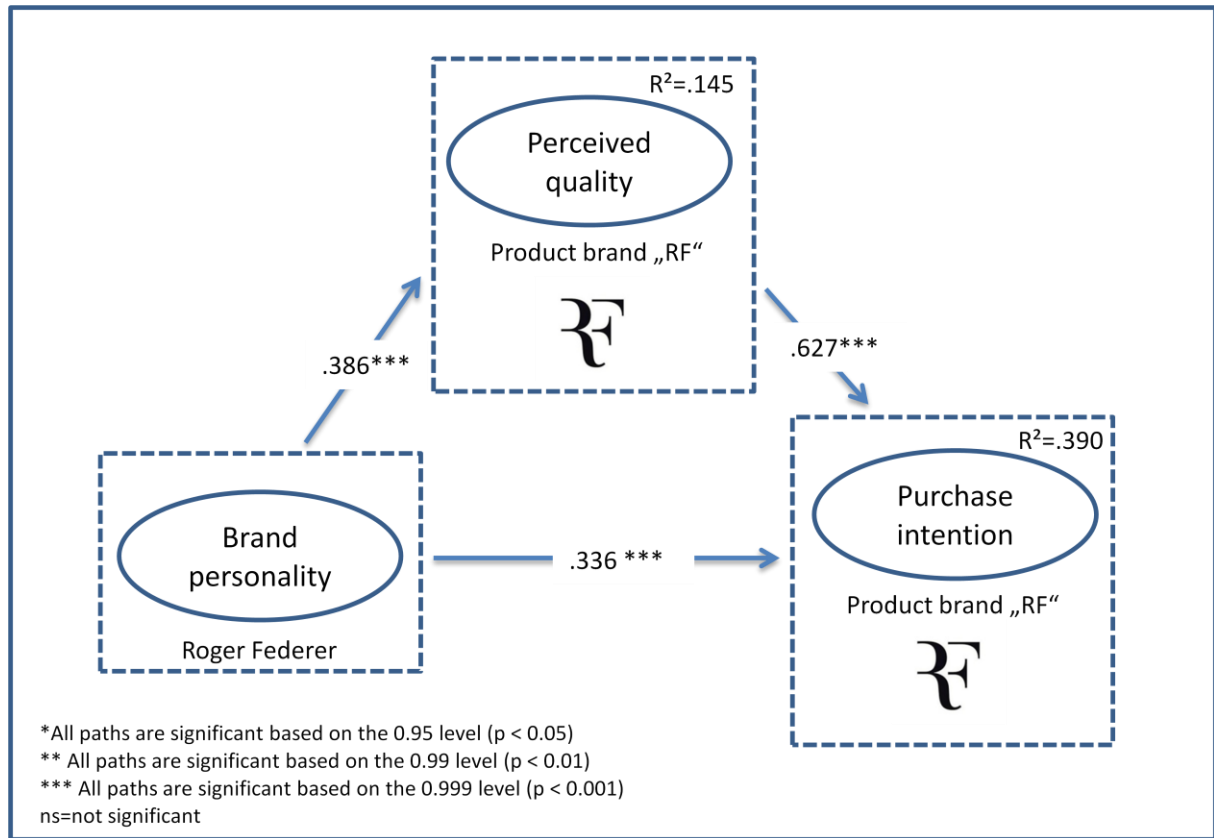 R²=.145
Perceived
quality
Product brand „RF“
RF
.386***
.627***
R²=.390
Purchase
intention
Product brand „RF“
RF
Brand
personality
Roger Federer
.336 ***
*All paths are significant based on the 0.95 level (p < 0.05)
** All paths are significant based on the 0.99 level (p < 0.01)
*** All paths are significant based on the 0.999 level (p < 0.001)
ns=not significant